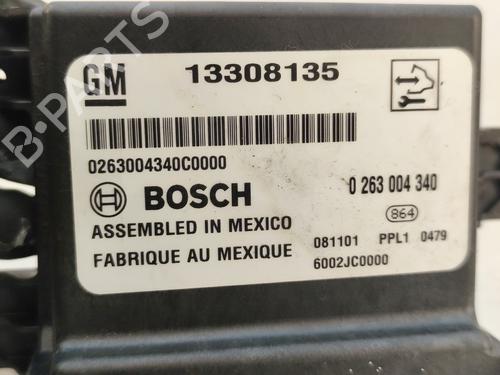 GM 13308135
0263004340C0000
BOSCH 0 263 004 340
ASSEMBLED IN MEXICO 864
FABRIQUE AU MEXIQUE 081101 PPL1 0479
6002JC0000